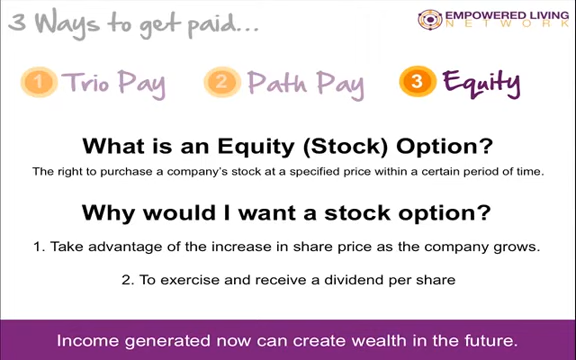 3 Ways to get paid...
EMPOWERED LIVING
NETWORK
1 Trio Pay 2 Path Pay 3 Equity
What is an Equity (Stock) Option?
The right to purchase a company's stock at a specified price within a certain period of time.
Why would I want a stock option?
1. Take advantage of the increase in share price as the company grows.
2. To exercise and receive a dividend per share
Income generated now can create wealth in the future.